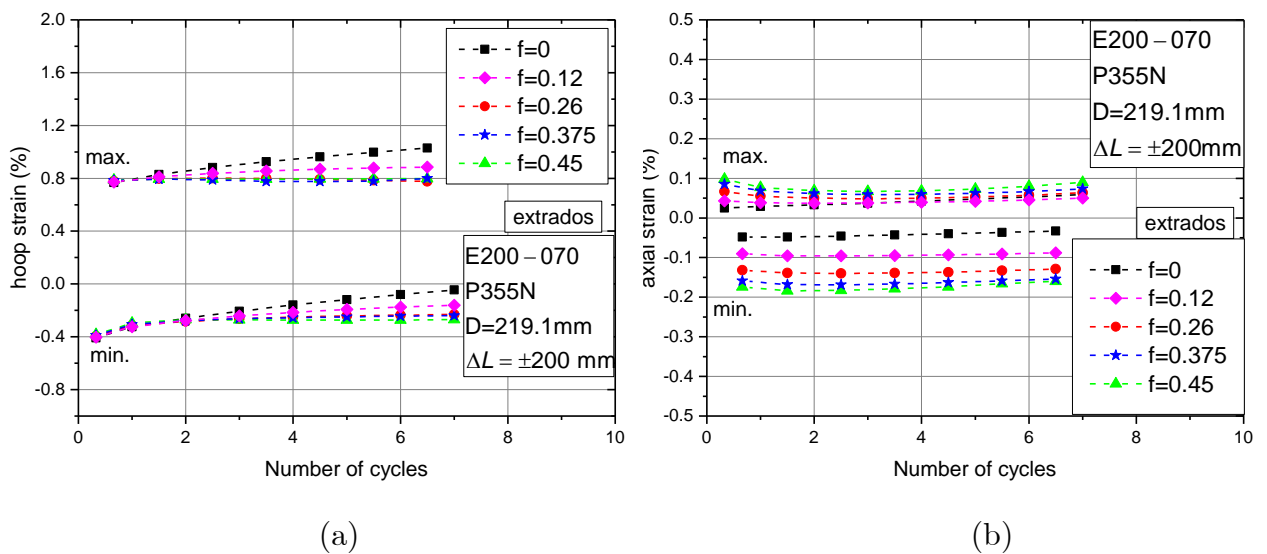 2.0
1.6
1.2
0.8
0.4
0.0
-0.4
-0.8
hoop strain (%)
max.
min.
f=0
f=0.12
f=0.26
f=0.375
f=0.45
extrados
E200 – 070
P355N
D=219.1mm
ΔL = ±200 mm
0 2 4 6 8 10
Number of cycles
(a)
0.5
0.4
0.3
0.2
0.1
0.0
-0.1
-0.2
-0.3
-0.4
-0.5
axial strain (%)
max.
min.
E200 – 070
P355N
D=219.1mm
ΔL = ±200mm
extrados
f=0
f=0.12
f=0.26
f=0.375
f=0.45
0 2 4 6 8 10
Number of cycles
(b)